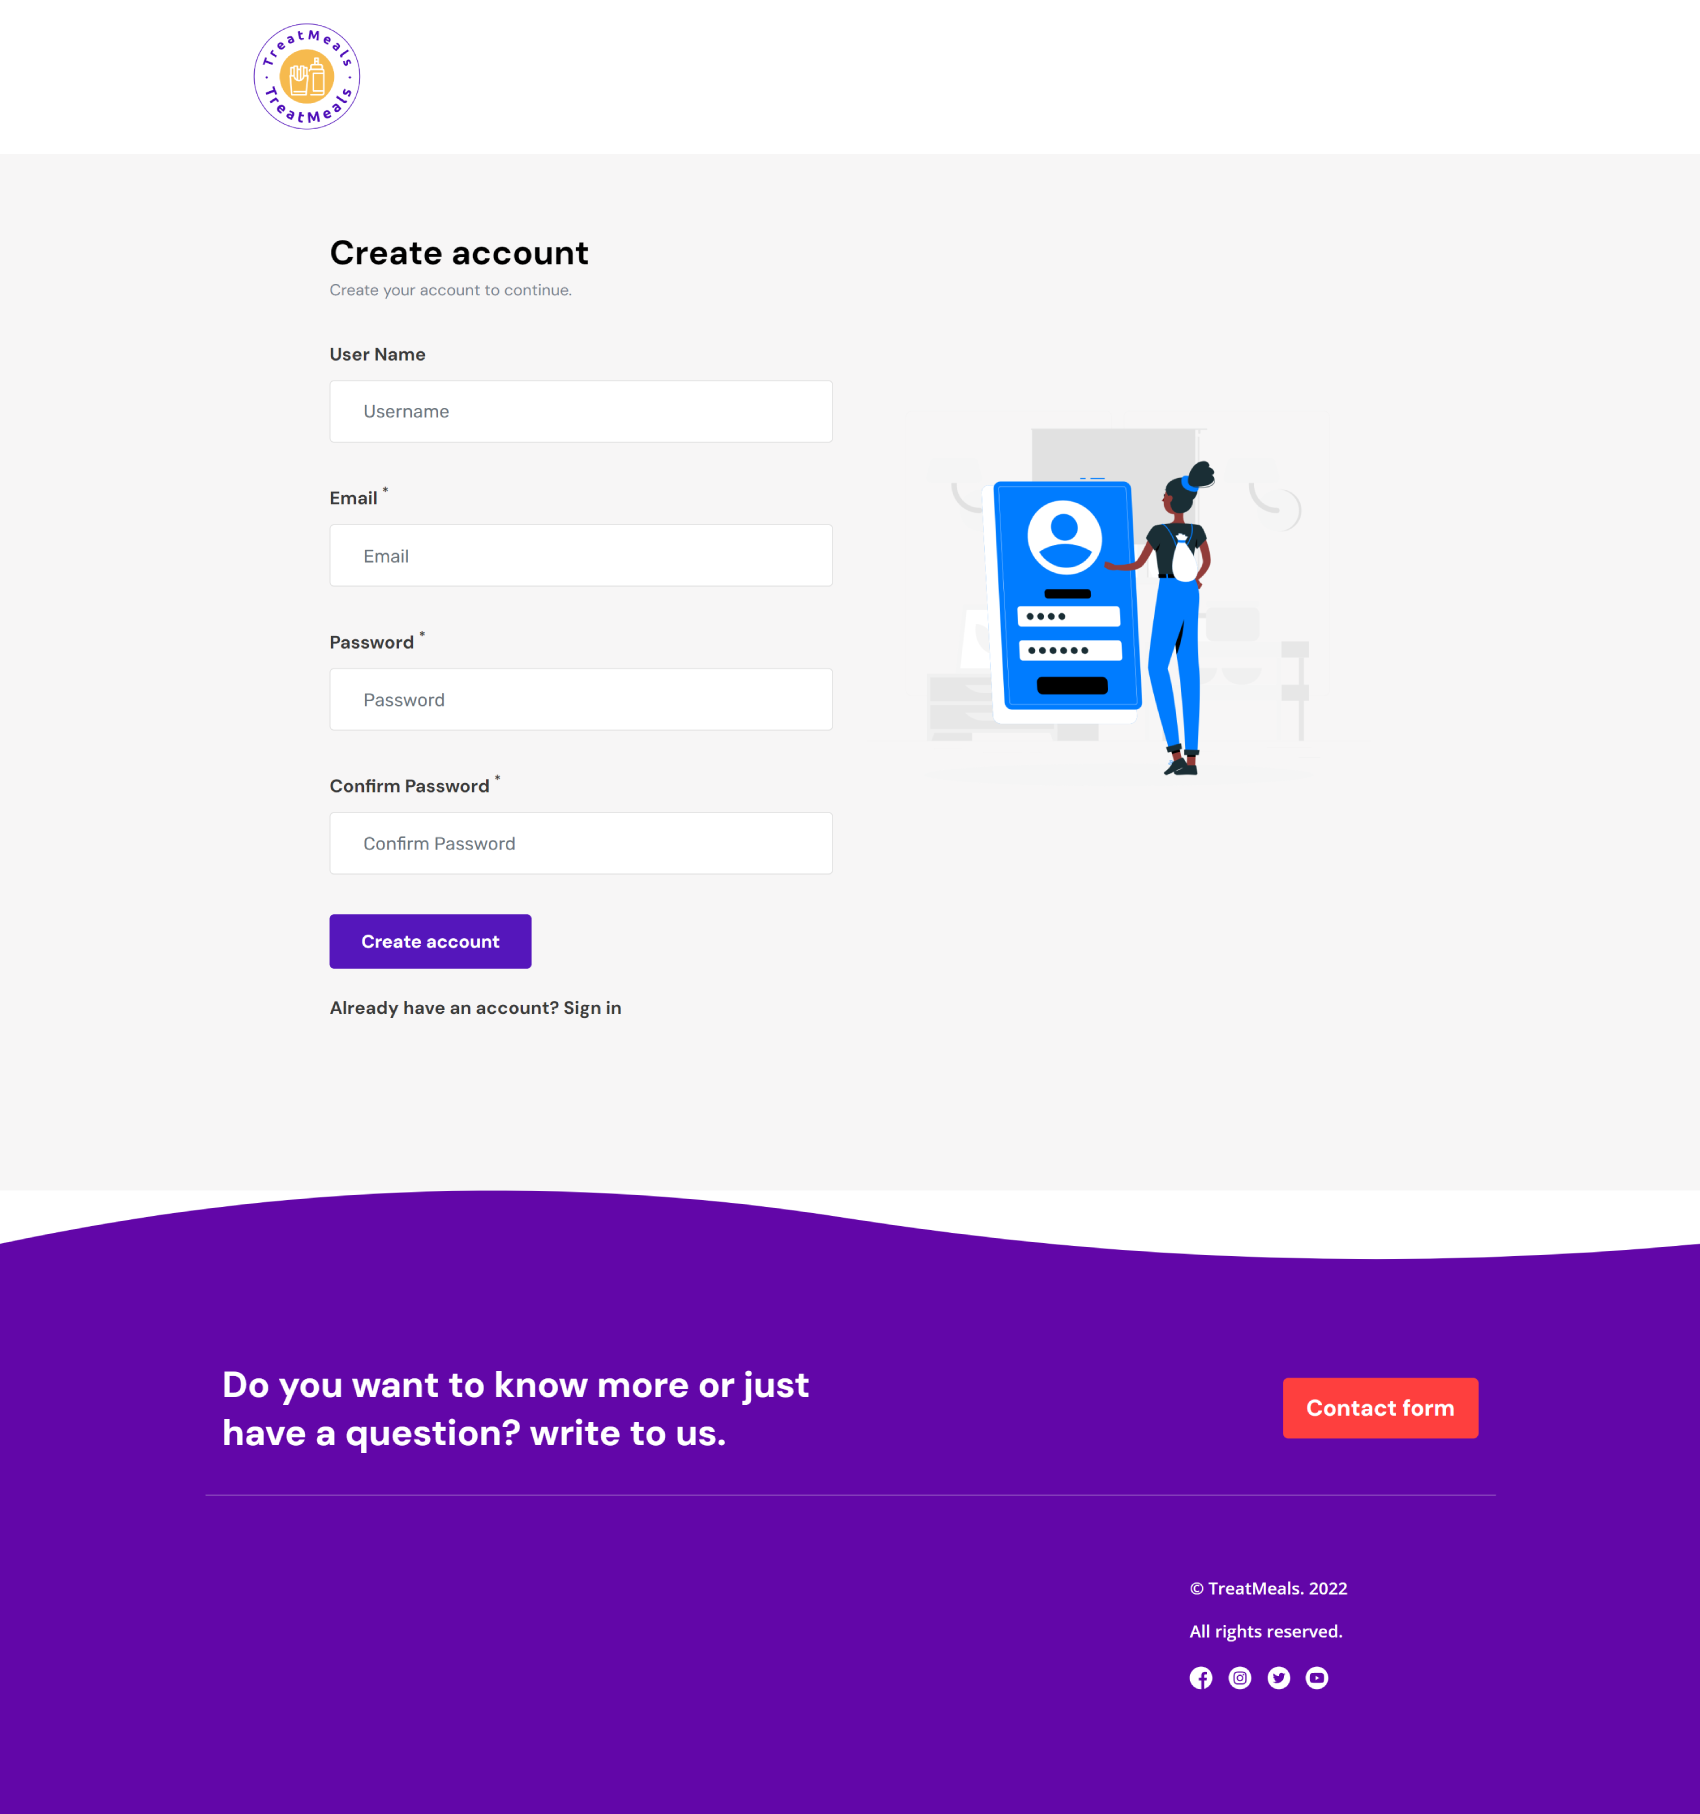 · TreatMeals · TreatMeals
Create account
Create your account to continue.
User Name
Username
Email *
Email
Password *
Password
Confirm Password *
Confirm Password
Create account
Already have an account? Sign in
Do you want to know more or just
have a question? write to us.
Contact form
© TreatMeals. 2022
All rights reserved.